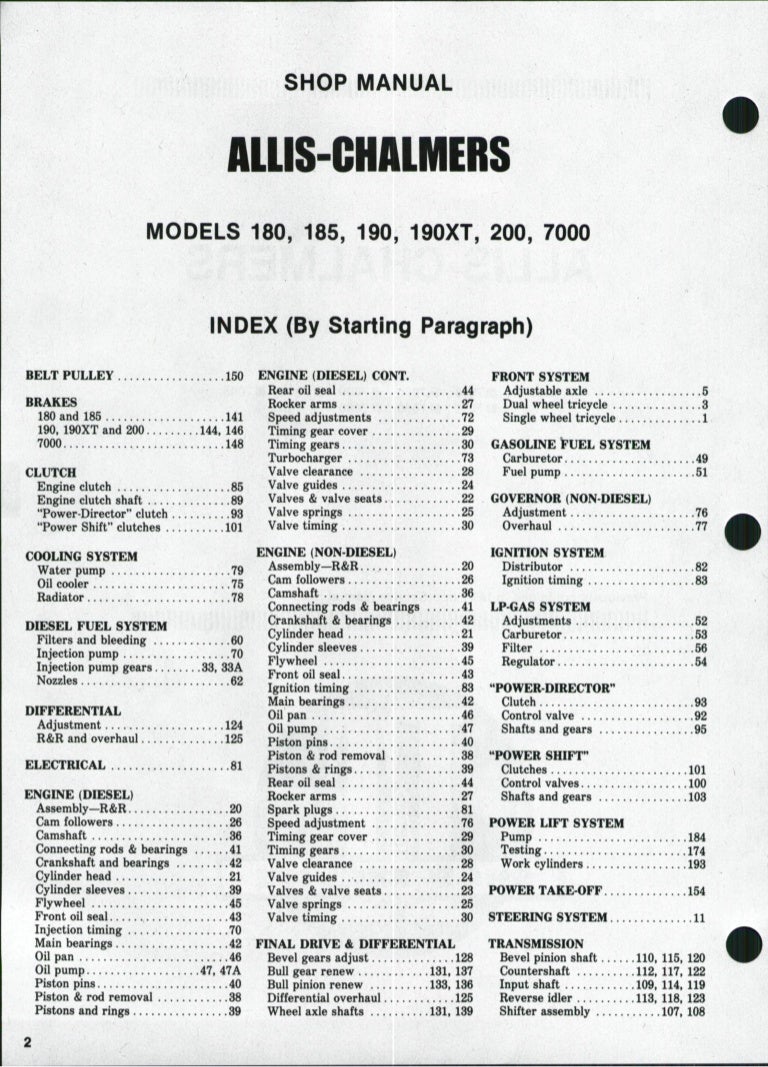 SHOP MANUAL
ALLIS-CHALMERS
MODELS 180, 185, 190, 190XT, 200, 7000
INDEX (By Starting Paragraph)
BELT PULLEY . . . . . . . . . . 150
BRAKES
180 and 185 . . . . . . . . . . 141
190, 190XT and 200 . . . . . . . . . . 144, 146
7000 . . . . . . . . . . 148
CLUTCH
Engine clutch . . . . . . . . . . 85
Engine clutch shaft . . . . . . . . . . 89
"Power-Director" clutch . . . . . . . . . . 93
"Power Shift" clutches . . . . . . . . . . 101
COOLING SYSTEM
Water pump . . . . . . . . . . 79
Oil cooler . . . . . . . . . . 75
Radiator . . . . . . . . . . 78
DIESEL FUEL SYSTEM
Filters and bleeding . . . . . . . . . . 60
Injection pump . . . . . . . . . . 70
Injection pump gears . . . . . . . . . . 33, 33A
Nozzles . . . . . . . . . . 62
DIFFERENTIAL
Adjustment . . . . . . . . . . 124
R&R and overhaul . . . . . . . . . . 125
ELECTRICAL . . . . . . . . . . 81
ENGINE (DIESEL)
Assembly—R&R . . . . . . . . . . 20
Cam followers . . . . . . . . . . 26
Camshaft . . . . . . . . . . 36
Connecting rods & bearings . . . . . . . . . . 41
Crankshaft and bearings . . . . . . . . . . 42
Cylinder head . . . . . . . . . . 21
Cylinder sleeves . . . . . . . . . . 39
Flywheel . . . . . . . . . . 45
Front oil seal . . . . . . . . . . 43
Injection timing . . . . . . . . . . 70
Main bearings . . . . . . . . . . 42
Oil pan . . . . . . . . . . 46
Oil pump . . . . . . . . . . 47, 47A
Piston pins . . . . . . . . . . 40
Piston & rod removal . . . . . . . . . . 38
Pistons and rings . . . . . . . . . . 39
ENGINE (DIESEL) CONT.
Rear oil seal . . . . . . . . . . 44
Rocker arms . . . . . . . . . . 27
Speed adjustments . . . . . . . . . . 72
Timing gear cover . . . . . . . . . . 29
Timing gears . . . . . . . . . . 30
Turbocharger . . . . . . . . . . 73
Valve clearance . . . . . . . . . . 28
Valve guides . . . . . . . . . . 24
Valves & valve seats . . . . . . . . . . 22
Valve springs . . . . . . . . . . 25
Valve timing . . . . . . . . . . 30
ENGINE (NON-DIESEL)
Assembly—R&R . . . . . . . . . . 20
Cam followers . . . . . . . . . . 26
Camshaft . . . . . . . . . . 36
Connecting rods & bearings . . . . . . . . . . 41
Crankshaft & bearings . . . . . . . . . . 42
Cylinder head . . . . . . . . . . 21
Cylinder sleeves . . . . . . . . . . 39
Flywheel . . . . . . . . . . 45
Front oil seal . . . . . . . . . . 43
Ignition timing . . . . . . . . . . 83
Main bearings . . . . . . . . . . 42
Oil pan . . . . . . . . . . 46
Oil pump . . . . . . . . . . 47
Piston pins . . . . . . . . . . 40
Piston & rod removal . . . . . . . . . . 38
Pistons & rings . . . . . . . . . . 39
Rear oil seal . . . . . . . . . . 44
Rocker arms . . . . . . . . . . 27
Spark plugs . . . . . . . . . . 81
Speed adjustment . . . . . . . . . . 76
Timing gear cover . . . . . . . . . . 29
Timing gears . . . . . . . . . . 30
Valve clearance . . . . . . . . . . 28
Valve guides . . . . . . . . . . 24
Valves & valve seats . . . . . . . . . . 23
Valve springs . . . . . . . . . . 25
Valve timing . . . . . . . . . . 30
FINAL DRIVE & DIFFERENTIAL
Bevel gears adjust . . . . . . . . . . 128
Bull gear renew . . . . . . . . . . 131, 137
Bull pinion renew . . . . . . . . . . 133, 136
Differential overhaul . . . . . . . . . . 125
Wheel axle shafts . . . . . . . . . . 131, 139
FRONT SYSTEM
Adjustable axle . . . . . . . . . . 5
Dual wheel tricycle . . . . . . . . . . 3
Single wheel tricycle . . . . . . . . . . 1
GASOLINE FUEL SYSTEM
Carburetor . . . . . . . . . . 49
Fuel pump . . . . . . . . . . 51
GOVERNOR (NON-DIESEL)
Adjustment . . . . . . . . . . 76
Overhaul . . . . . . . . . . 77
IGNITION SYSTEM
Distributor . . . . . . . . . . 82
Ignition timing . . . . . . . . . . 83
LP-GAS SYSTEM
Adjustments . . . . . . . . . . 52
Carburetor . . . . . . . . . . 53
Filter . . . . . . . . . . 56
Regulator . . . . . . . . . . 54
"POWER-DIRECTOR"
Clutch . . . . . . . . . . 93
Control valve . . . . . . . . . . 92
Shafts and gears . . . . . . . . . . 95
"POWER SHIFT"
Clutches . . . . . . . . . . 101
Control valves . . . . . . . . . . 100
Shafts and gears . . . . . . . . . . 103
POWER LIFT SYSTEM
Pump . . . . . . . . . . 184
Testing . . . . . . . . . . 174
Work cylinders . . . . . . . . . . 193
POWER TAKE-OFF . . . . . . . . . . 154
STEERING SYSTEM . . . . . . . . . . 11
TRANSMISSION
Bevel pinion shaft . . . . . . . . . . 110, 115, 120
Countershaft . . . . . . . . . . 112, 117, 122
Input shaft . . . . . . . . . . 109, 114, 119
Reverse idler . . . . . . . . . . 113, 118, 123
Shifter assembly . . . . . . . . . . 107, 108
2